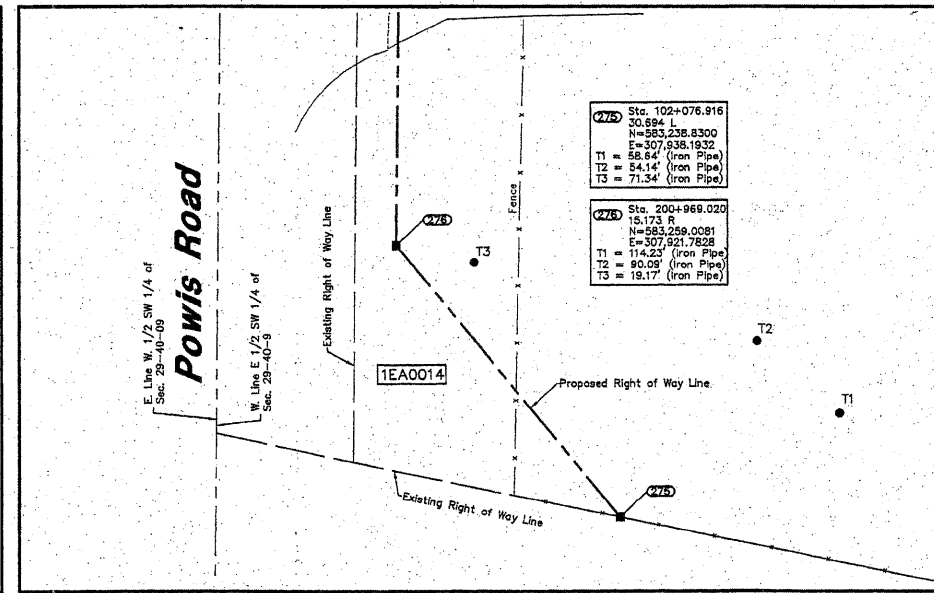 275 Sta. 102+076.916
30.694 L
N=583,238.8300
E=307,938.1932
T1 = 58.64' (Iron Pipe)
T2 = 54.14' (Iron Pipe)
T3 = 71.34' (Iron Pipe)
276 Sta. 200+969.020
15.173 R
N=583,259.0081
E=307,921.7828
T1 = 114.23' (Iron Pipe)
T2 = 90.09' (Iron Pipe)
T3 = 19.17' (Iron Pipe)
E. Line W. 1/2 SW 1/4 of
Sec. 29-40-09
Powis Road
W. Line E 1/2 SW 1/4 of
Sec. 29-40-9
Existing Right of Way Line
Fence
276
T3
T2
1EA0014
Proposed Right of Way Line
T1
275
Existing Right of Way Line